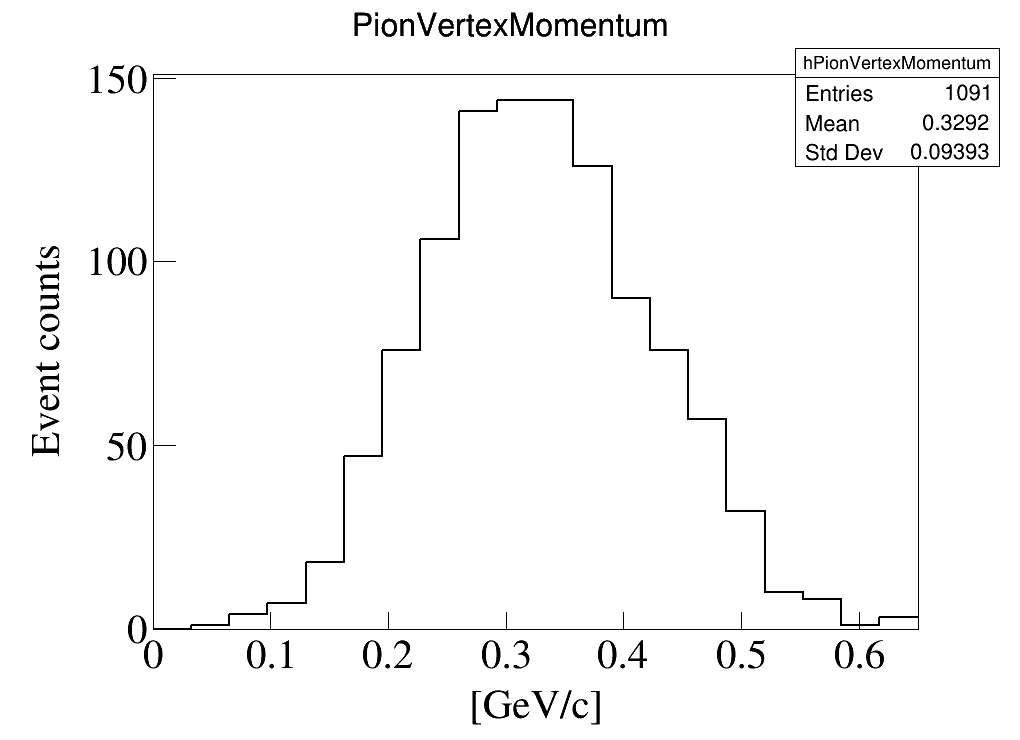 PionVertexMomentum
hPionVertexMomentum
Entries 1091
Mean 0.3292
Std Dev 0.09393
150
100
50
0
Event counts
0 0.1 0.2 0.3 0.4 0.5 0.6
[GeV/c]